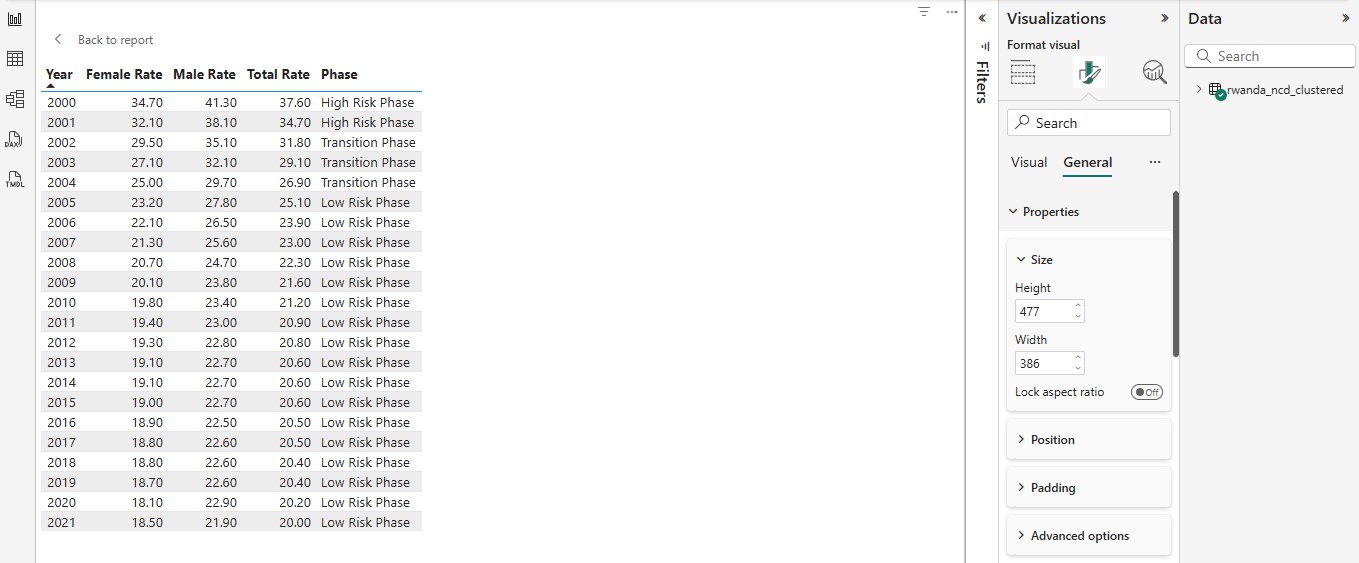 Back to report
Year Female Rate Male Rate Total Rate Phase
2000 34.70 41.30 37.60 High Risk Phase
2001 32.10 38.10 34.70 High Risk Phase
2002 29.50 35.10 31.80 Transition Phase
2003 27.10 32.10 29.10 Transition Phase
2004 25.00 29.70 26.90 Transition Phase
2005 23.20 27.80 25.10 Low Risk Phase
2006 22.10 26.50 23.90 Low Risk Phase
2007 21.30 25.60 23.00 Low Risk Phase
2008 20.70 24.70 22.30 Low Risk Phase
2009 20.10 23.80 21.60 Low Risk Phase
2010 19.80 23.40 21.20 Low Risk Phase
2011 19.40 23.00 20.90 Low Risk Phase
2012 19.30 22.80 20.80 Low Risk Phase
2013 19.10 22.70 20.60 Low Risk Phase
2014 19.10 22.70 20.60 Low Risk Phase
2015 19.00 22.70 20.60 Low Risk Phase
2016 18.90 22.50 20.50 Low Risk Phase
2017 18.80 22.60 20.50 Low Risk Phase
2018 18.80 22.60 20.40 Low Risk Phase
2019 18.70 22.60 20.40 Low Risk Phase
2020 18.10 22.90 20.20 Low Risk Phase
2021 18.50 21.90 20.00 Low Risk Phase
DAX
TMDL
Filters
Visualizations
Format visual
Search
Visual General
Properties
Size
Height
477
Width
386
Lock aspect ratio Off
Position
Padding
Advanced options
Data
Search
rwanda_ncd_clustered